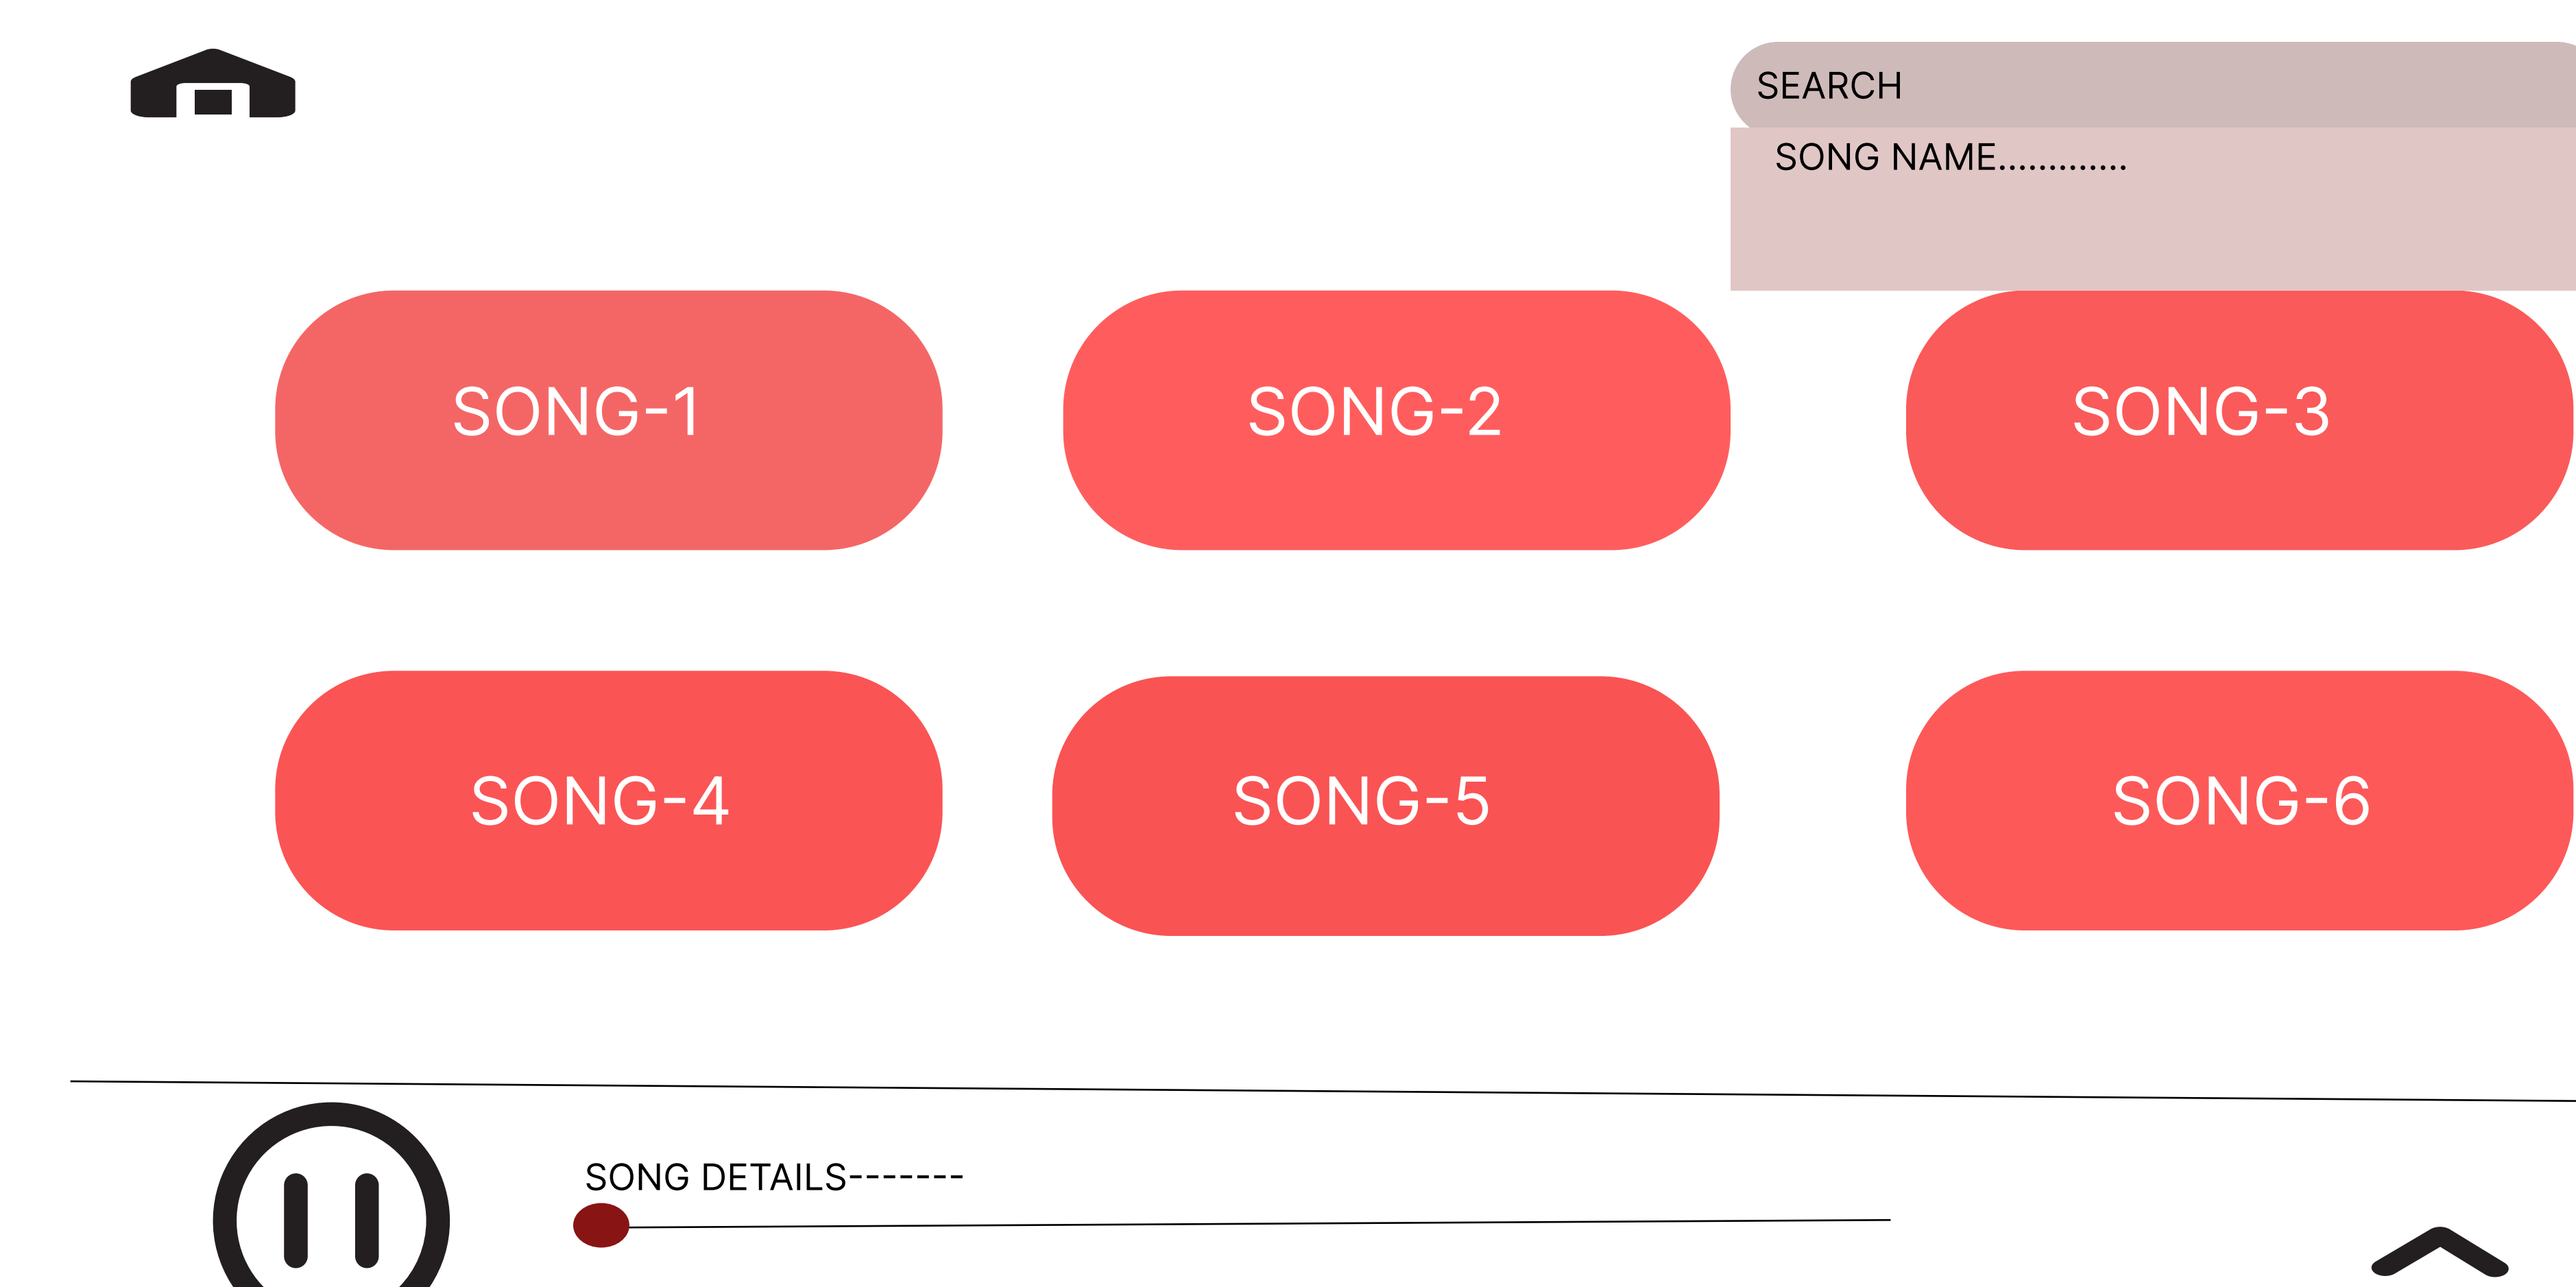 SEARCH
SONG NAME.............
SONG-1
SONG-2
SONG-3
SONG-4
SONG-5
SONG-6
SONG DETAILS-------